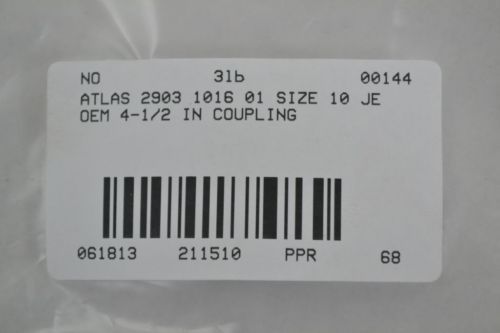 NO 3lb 00144
ATLAS 2903 1016 01 SIZE 10 JE
OEM 4-1/2 IN COUPLING
061813 211510 PPR 68